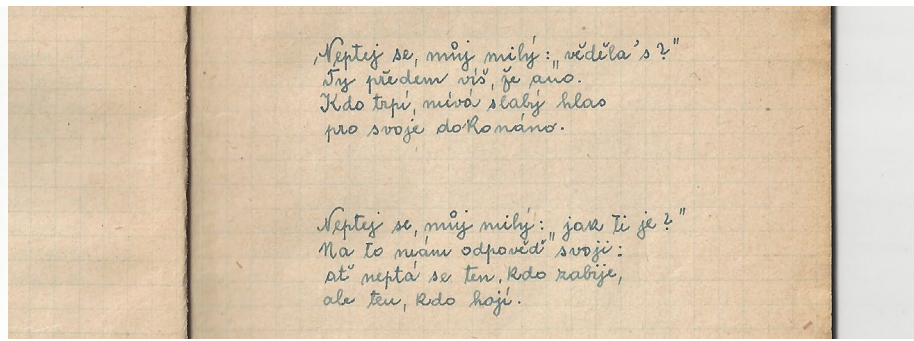 Neptej se, můj milý: „věděla's?"
Ty předem víš, že ano.
Kdo trpí, mívá slabý hlas
pro svoje dokonáno.
Neptej se, můj milý: „jak ti je?"
Na to mám odpověď svoji:
ať neptá se ten, kdo zabije,
ale ten, kdo hojí.